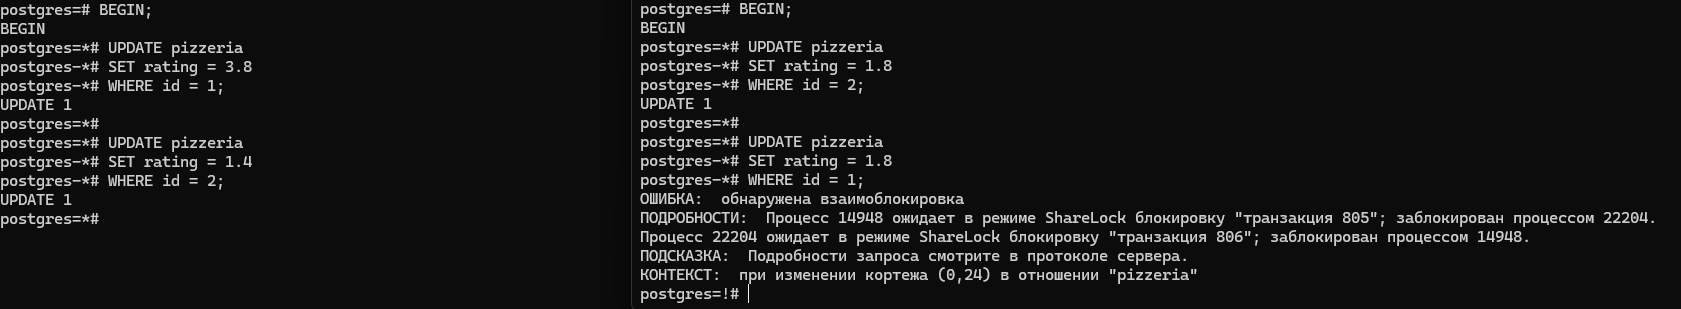 postgres=# BEGIN;
BEGIN
postgres=*# UPDATE pizzeria
postgres-*# SET rating = 3.8
postgres-*# WHERE id = 1;
UPDATE 1
postgres=*#
postgres=*# UPDATE pizzeria
postgres-*# SET rating = 1.4
postgres-*# WHERE id = 2;
UPDATE 1
postgres=*#
postgres=# BEGIN;
BEGIN
postgres=*# UPDATE pizzeria
postgres-*# SET rating = 1.8
postgres-*# WHERE id = 2;
UPDATE 1
postgres=*#
postgres=*# UPDATE pizzeria
postgres-*# SET rating = 1.8
postgres-*# WHERE id = 1;
ОШИБКА:  обнаружена взаимоблокировка
ПОДРОБНОСТИ:  Процесс 14948 ожидает в режиме ShareLock блокировку "транзакция 805"; заблокирован процессом 22204.
Процесс 22204 ожидает в режиме ShareLock блокировку "транзакция 806"; заблокирован процессом 14948.
ПОДСКАЗКА:  Подробности запроса смотрите в протоколе сервера.
КОНТЕКСТ:  при изменении кортежа (0,24) в отношении "pizzeria"
postgres=!#